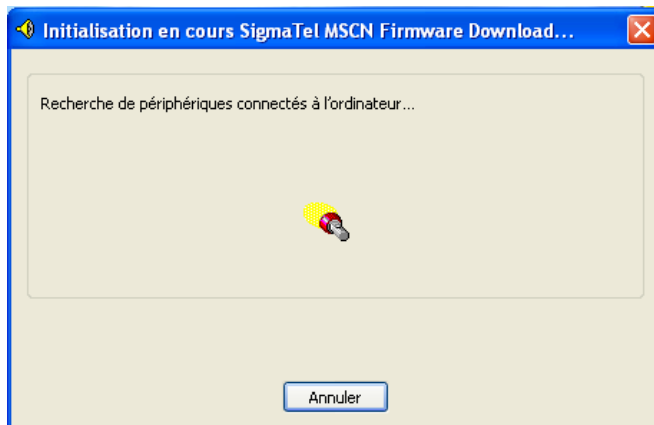 Initialisation en cours SigmaTel MSCN Firmware Download...
Recherche de périphériques connectés à l'ordinateur...
Annuler